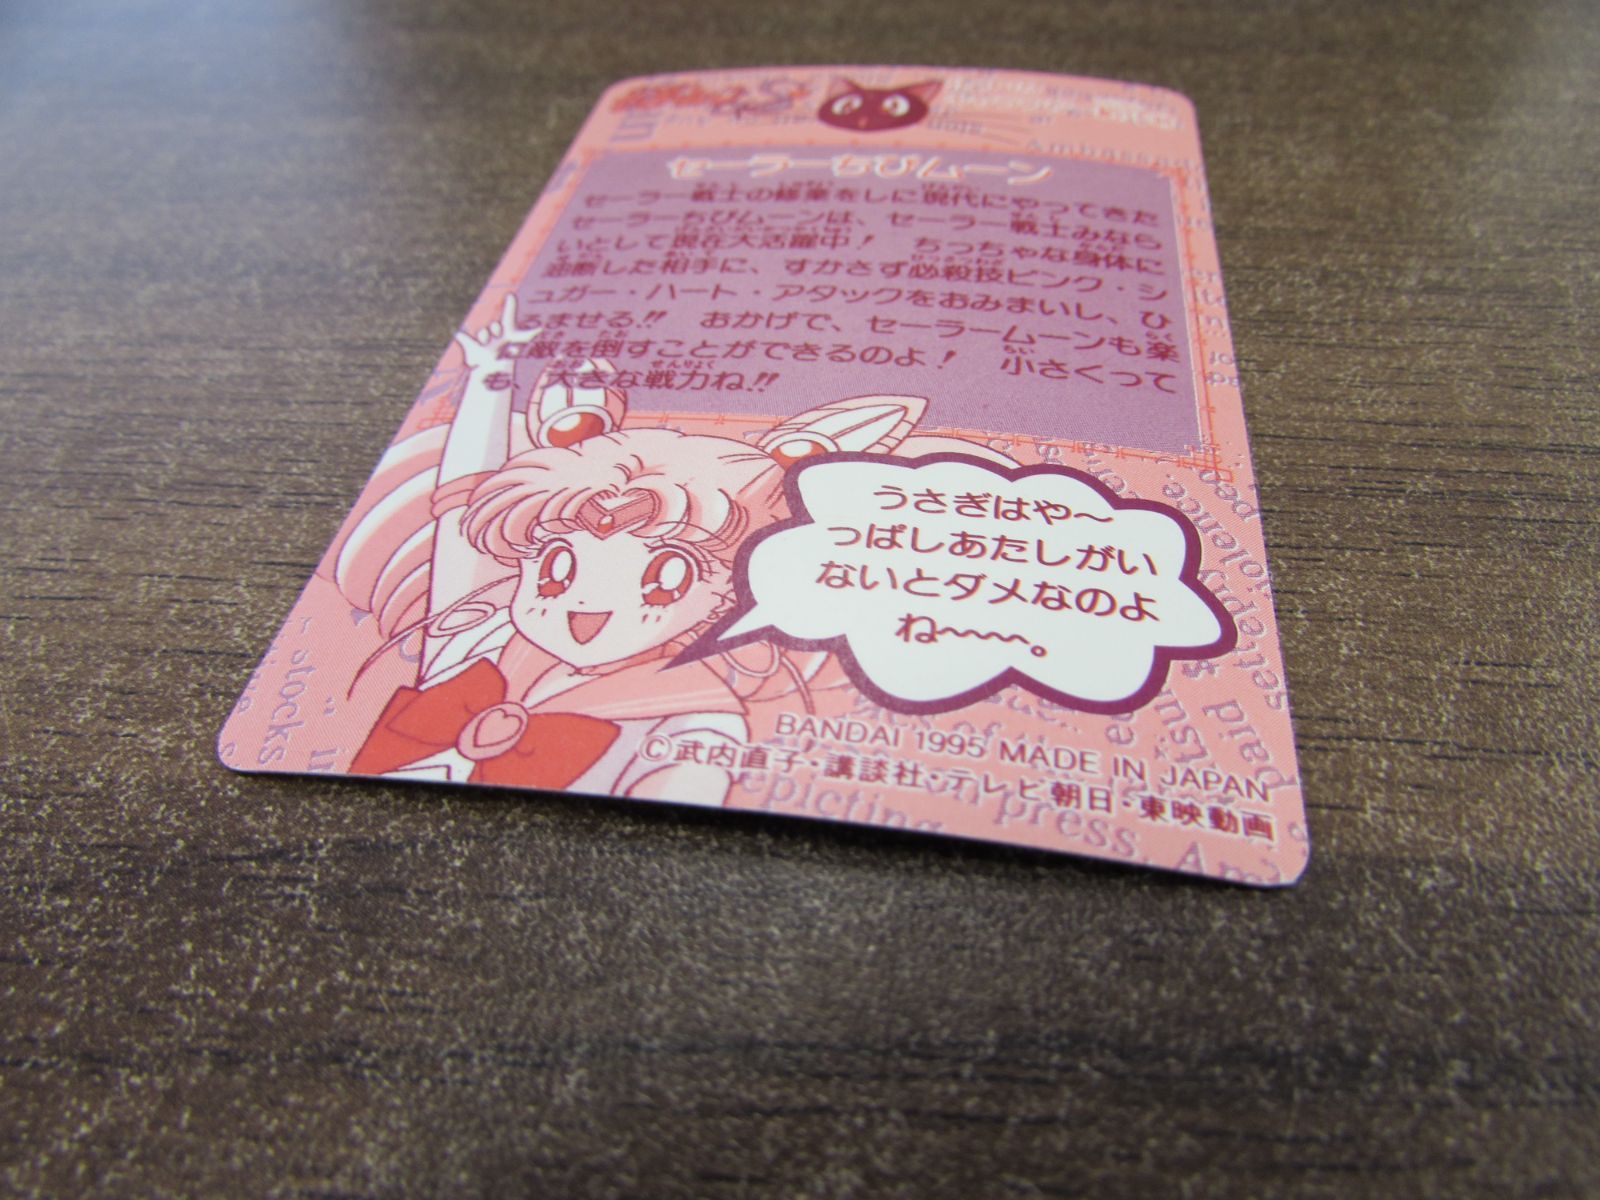 Ambassad
セーラーちびムーン
セーラー戦士の修業をしに現代にやってきた
セーラーちびムーンは、セーラー戦士みなら
いとして現在大活躍中! ちっちゃな身体に
油断した相手に、すかさず必殺技ピンク・シ
ュガー・ハート・アタックをおみまいし、ひ
るませる!! おかげで、セーラームーンも楽
に敵を倒すことができるのよ! 小さくって
も、大きな戦力ね!!
うさぎはや〜
っぱしあたしがい
ないとダメなのよ
ね〜〜〜。
BANDAI 1995 MADE IN JAPAN
©武内直子・講談社・テレビ朝日・東映動画
stocks
epicting
on press.
paid